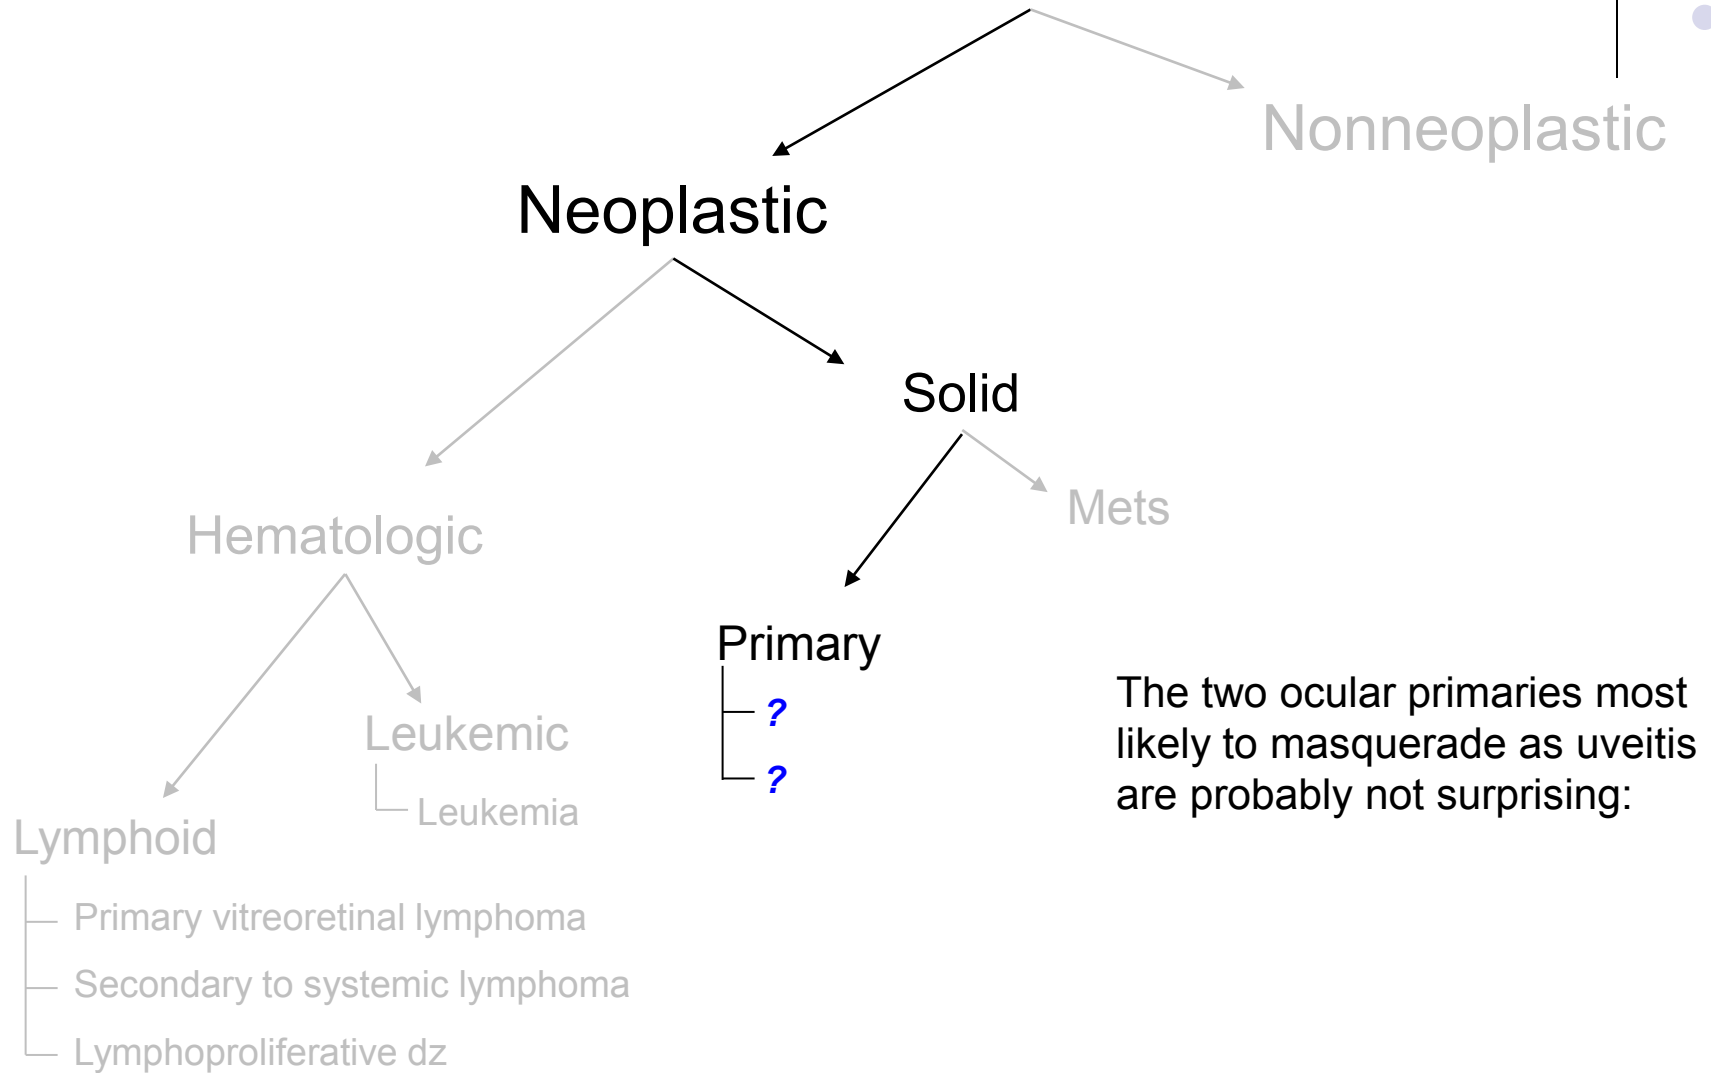 Nonneoplastic
Neoplastic
Solid
Mets
Hematologic
Primary
?
?
The two ocular primaries most
likely to masquerade as uveitis
are probably not surprising:
Leukemic
Leukemia
Lymphoid
Primary vitreoretinal lymphoma
Secondary to systemic lymphoma
Lymphoproliferative dz